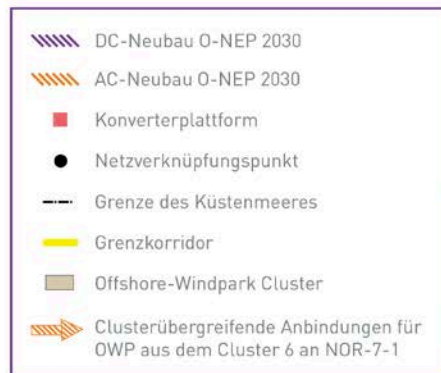 DC-Neubau O-NEP 2030
AC-Neubau O-NEP 2030
Konverterplattform
Netzverknüpfungspunkt
Grenze des Küstenmeeres
Grenzkorridor
Offshore-Windpark Cluster
Clusterübergreifende Anbindungen für
OWP aus dem Cluster 6 an NOR-7-1